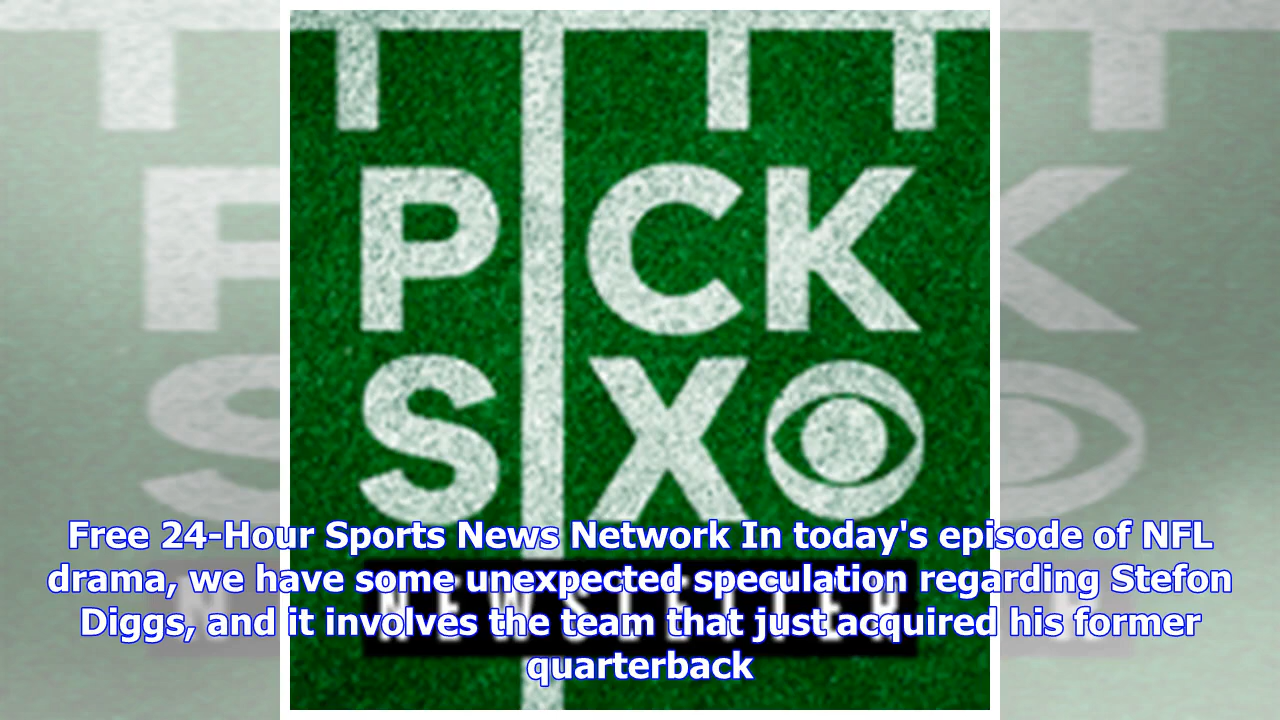 PICK
SIX
Free 24-Hour Sports News Network In today's episode of NFL
drama, we have some unexpected speculation regarding Stefon
NEWSLETTER
Diggs, and it involves the team that just acquired his former
quarterback